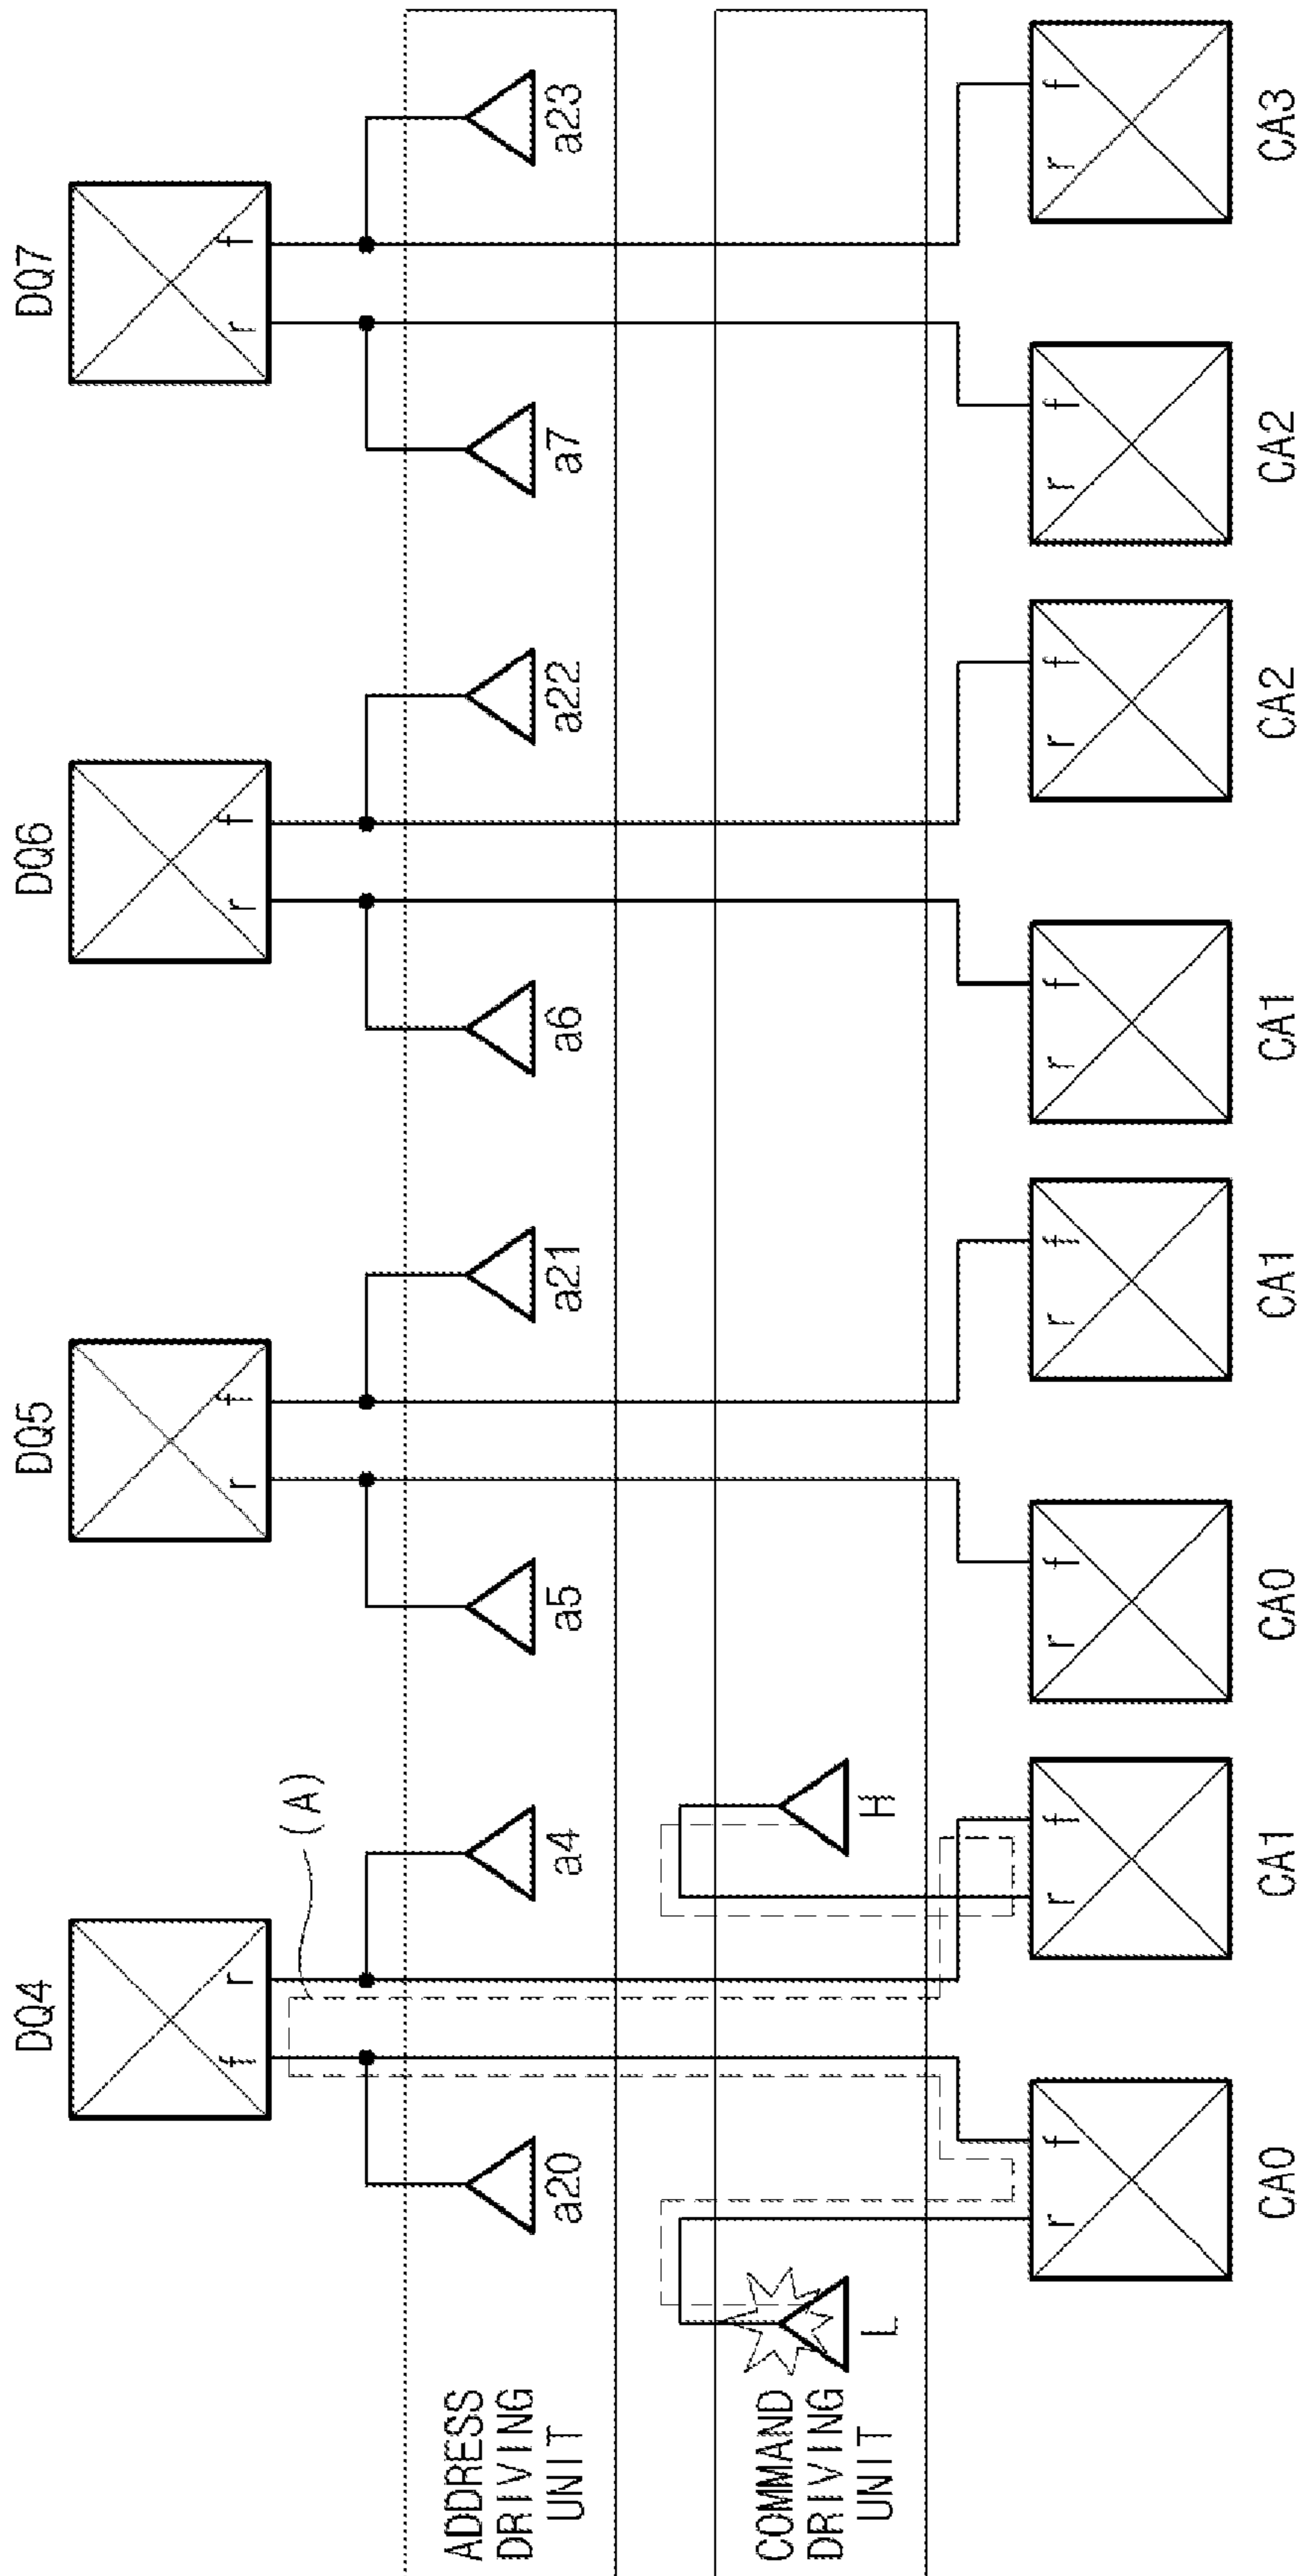 DQ4
DQ5
DQ6
DQ7
f r
r f
r f
r f
(A)
ADDRESS
DRIVING
UNIT
a20
a4
a5
a21
a6
a22
a7
a23
COMMAND
DRIVING
UNIT
L
H
r f
r f
r f
r f
r f
r f
r f
r f
CA0
CA1
CA0
CA1
CA1
CA2
CA2
CA3